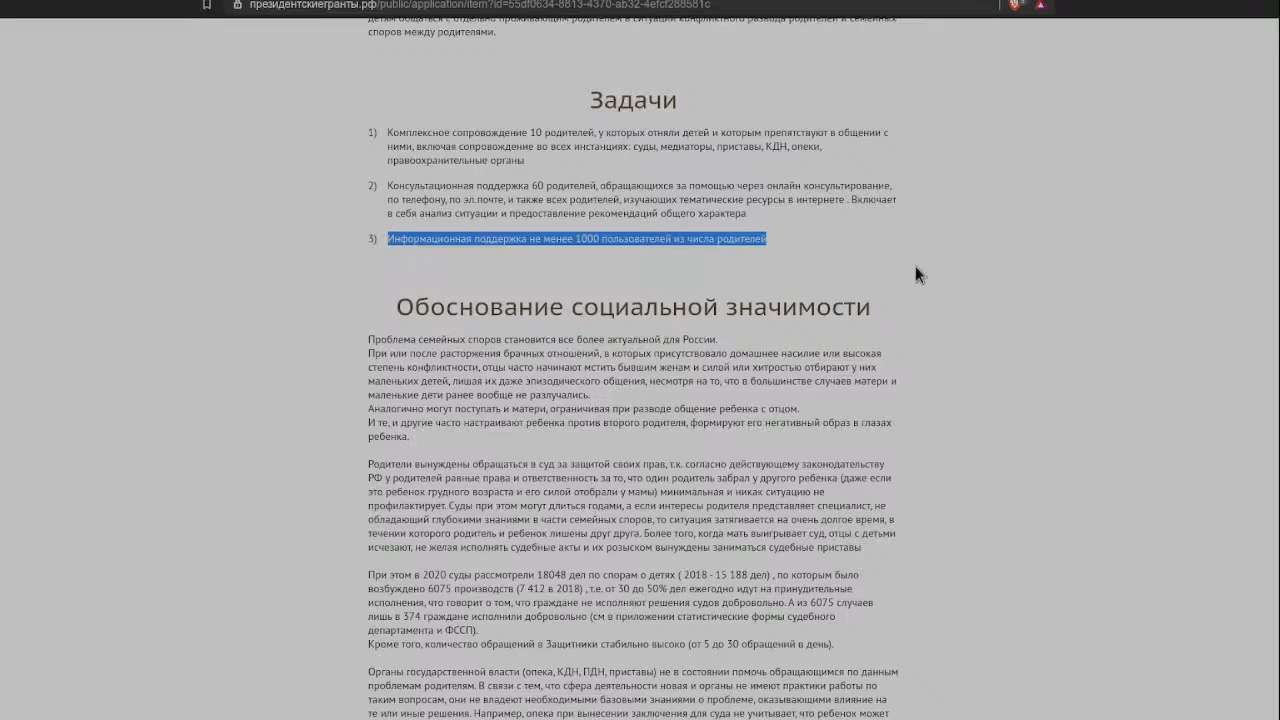 президентскиегранты.рф/public/application/item?id=55df0634-8813-4370-ab32-4efcf288581c
детям общаться с отдельно проживающим родителем в ситуации конфликтного развода родителей и семейных
споров между родителями.
Задачи
1) Комплексное сопровождение 10 родителей, у которых отняли детей и которым препятствуют в общении с
ними, включая сопровождение во всех инстанциях: суды, медиаторы, приставы, КДН, опеки,
правоохранительные органы
2) Консультационная поддержка 60 родителей, обращающихся за помощью через онлайн консультирование,
по телефону, по эл.почте, и также всех родителей, изучающих тематические ресурсы в интернете . Включает
в себя анализ ситуации и предоставление рекомендаций общего характера
3) Информационная поддержка не менее 1000 пользователей из числа родителей
Обоснование социальной значимости
Проблема семейных споров становится все более актуальной для России.
При или после расторжения брачных отношений, в которых присутствовало домашнее насилие или высокая
степень конфликтности, отцы часто начинают мстить бывшим женам и силой или хитростью отбирают у них
маленьких детей, лишая их даже эпизодического общения, несмотря на то, что в большинстве случаев матери и
маленькие дети ранее вообще не разлучались.
Аналогично могут поступать и матери, ограничивая при разводе общение ребенка с отцом.
И те, и другие часто настраивают ребенка против второго родителя, формируют его негативный образ в глазах
ребенка.
Родители вынуждены обращаться в суд за защитой своих прав, т.к. согласно действующему законодательству
РФ у родителей равные права и ответственность за то, что один родитель забрал у другого ребенка (даже если
это ребенок грудного возраста и его силой отобрали у мамы) минимальная и никак ситуацию не
профилактирует. Суды при этом могут длиться годами, а если интересы родителя представляет специалист, не
обладающий глубокими знаниями в части семейных споров, то ситуация затягивается на очень долгое время, в
течении которого родитель и ребенок лишены друг друга. Более того, когда мать выигрывает суд, отцы с детьми
исчезают, не желая исполнять судебные акты и их розыском вынуждены заниматься судебные приставы
При этом в 2020 суды рассмотрели 18048 дел по спорам о детях ( 2018 - 15 188 дел) , по которым было
возбуждено 6075 производств (7 412 в 2018) , т.е. от 30 до 50% дел ежегодно идут на принудительные
исполнения, что говорит о том, что граждане не исполняют решения судов добровольно. А из 6075 случаев
лишь в 374 граждане исполнили добровольно (см в приложении статистические формы судебного
департамента и ФССП).
Кроме того, количество обращений в Защитники стабильно высоко (от 5 до 30 обращений в день).
Органы государственной власти (опека, КДН, ПДН, приставы) не в состоянии помочь обращающимся по данным
проблемам родителям. В связи с тем, что сфера деятельности новая и органы не имеют практики работы по
таким вопросам, они не владеют необходимыми базовыми знаниями о проблеме, оказывающими влияние на
те или иные решения. Например, опека при вынесении заключения для суда не учитывает, что ребенок может